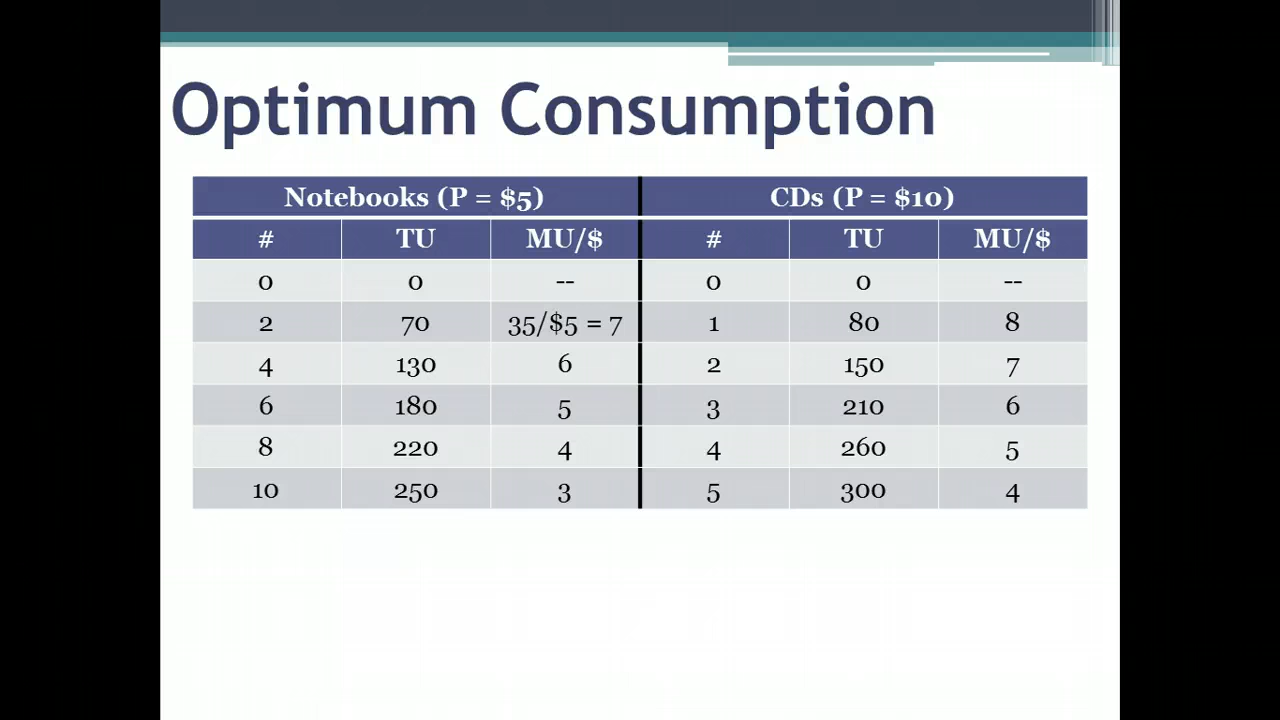 Optimum Consumption
Notebooks (P = $5) CDs (P = $10)
# TU MU/$ # TU MU/$
0 0 -- 0 0 --
2 70 35/$5 = 7 1 80 8
4 130 6 2 150 7
6 180 5 3 210 6
8 220 4 4 260 5
10 250 3 5 300 4